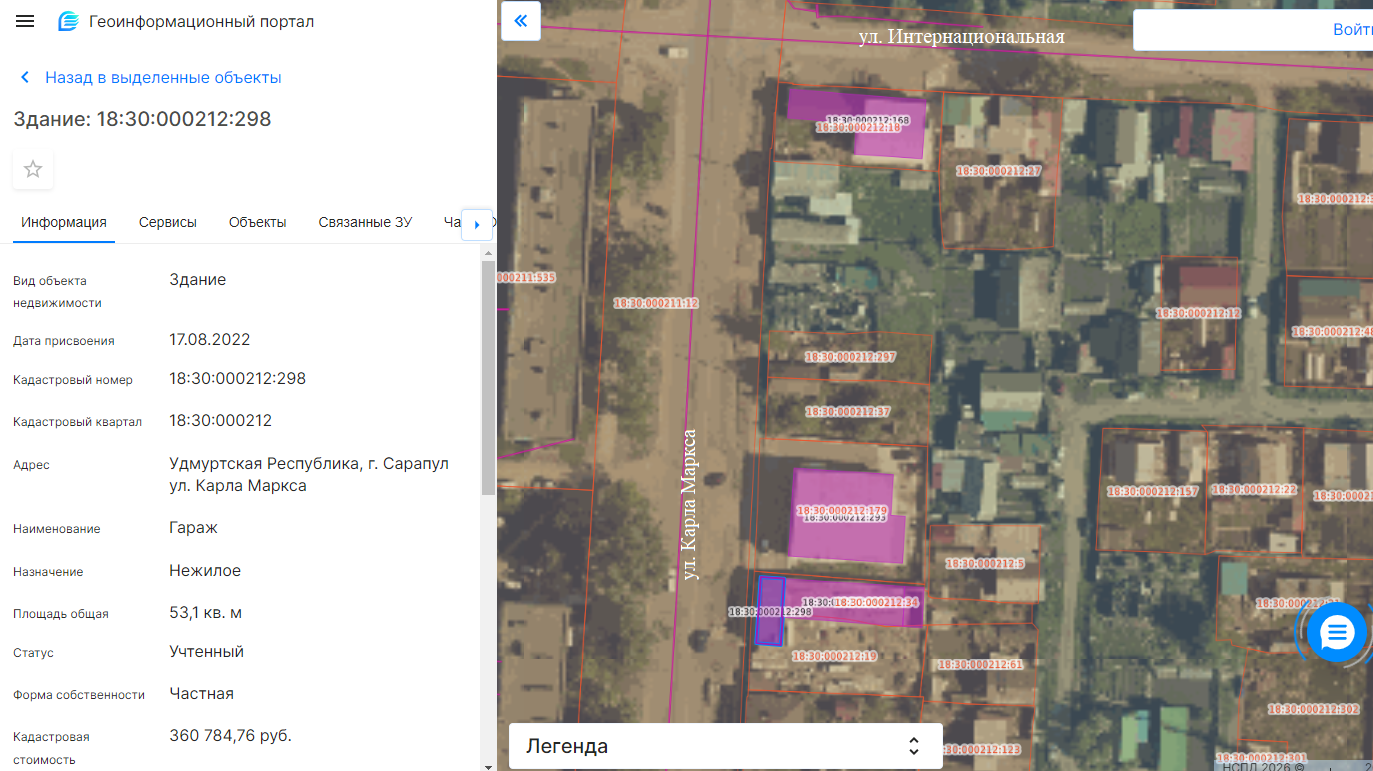 Геоинформационный портал
Назад в выделенные объекты
Здание: 18:30:000212:298
Информация Сервисы Объекты Связанные ЗУ
Вид объекта недвижимости Здание
Дата присвоения 17.08.2022
Кадастровый номер 18:30:000212:298
Кадастровый квартал 18:30:000212
Адрес Удмуртская Республика, г. Сарапул
ул. Карла Маркса
Наименование Гараж
Назначение Нежилое
Площадь общая 53,1 кв. м
Статус Учтенный
Форма собственности Частная
Кадастровая стоимость 360 784,76 руб.
ул. Интернациональная
Войти
18:30:000212:168
18:30:000212:18
18:30:000212:27
000211:535
18:30:000211:12
18:30:000212:12
18:30:000212:297
18:30:000212:37
ул. Карла Маркса
18:30:000212:157
18:30:000212:22
18:30:000212:179
18:30:000212:293
18:30:000212:5
18:30:000212:34
18:30:000212:298
18:30:000212:19
18:30:000212:61
18:30:000212:302
:30:000212:123
18:30:000212:301
Легенда
НСПД 2026 ©